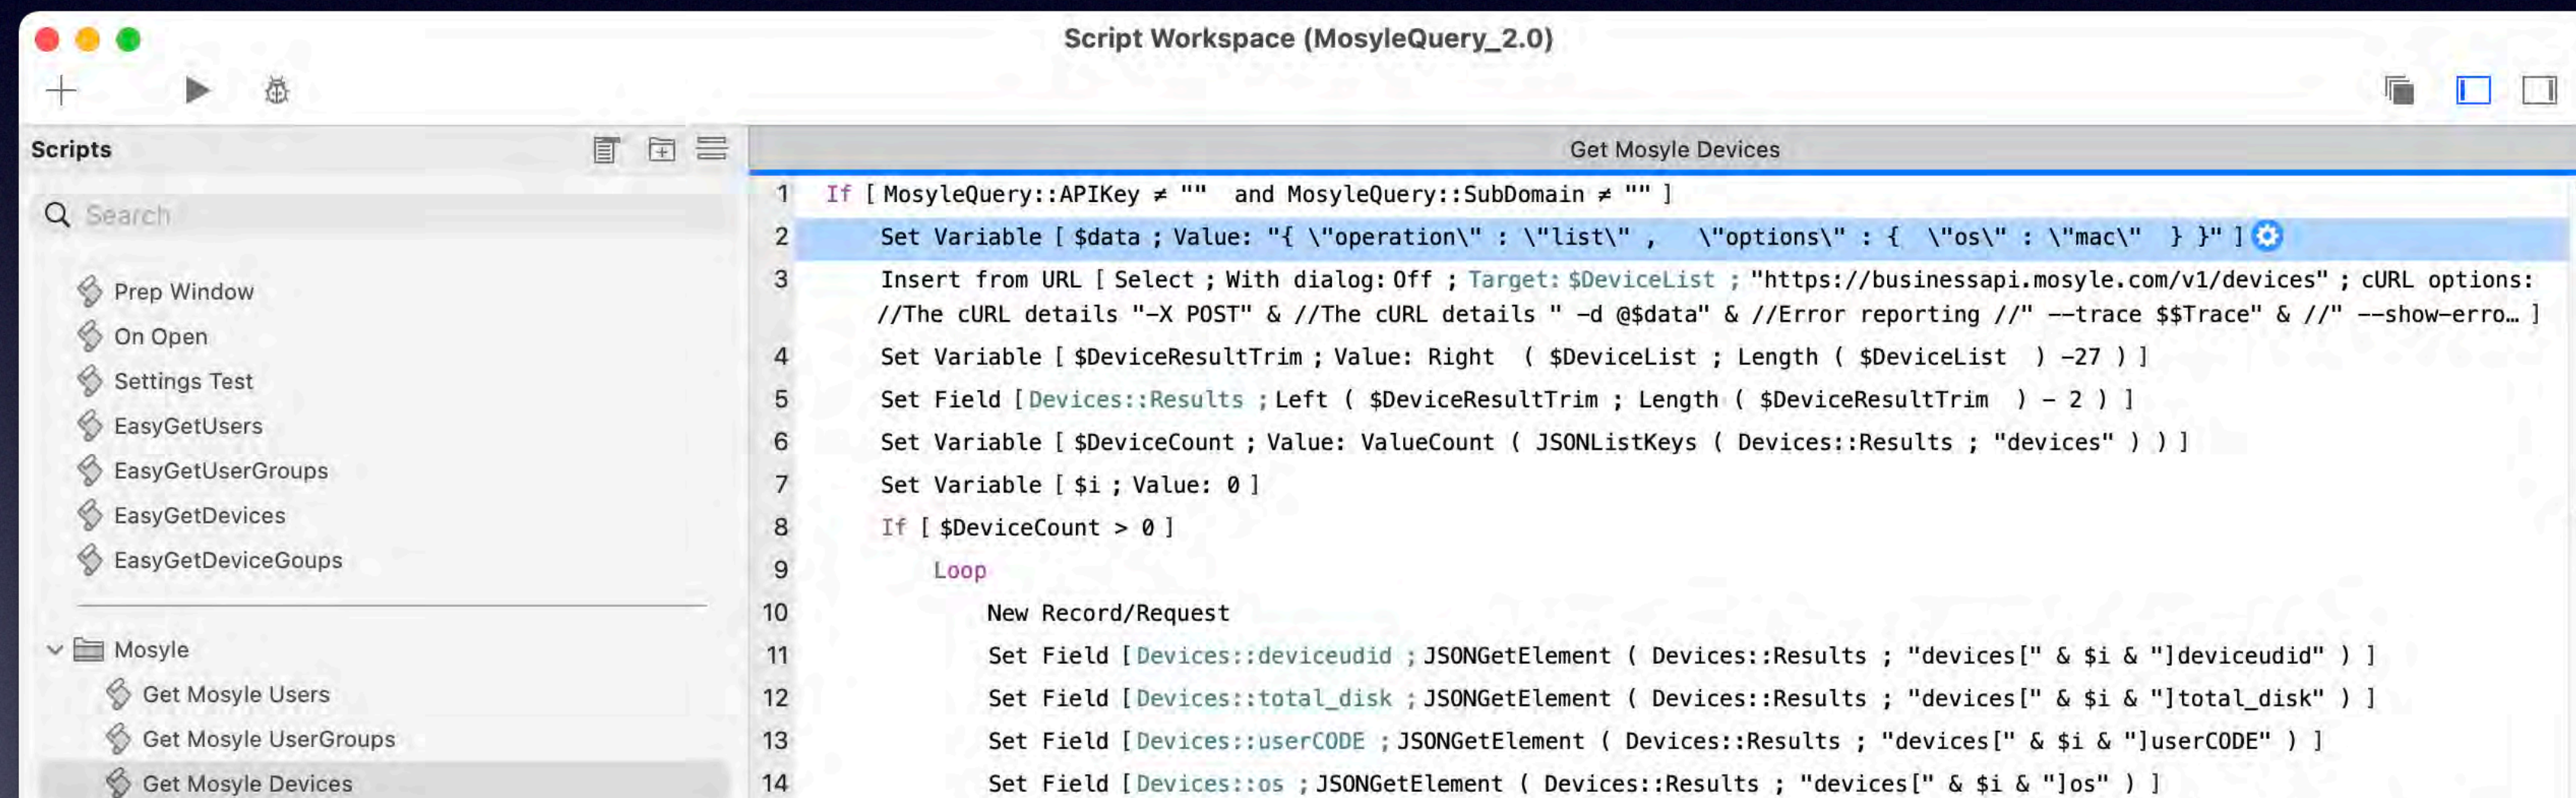 Script Workspace (MosyleQuery_2.0)
Scripts
Search
Prep Window
On Open
Settings Test
EasyGetUsers
EasyGetUserGroups
EasyGetDevices
EasyGetDeviceGoups
Mosyle
Get Mosyle Users
Get Mosyle UserGroups
Get Mosyle Devices
Get Mosyle Devices
1 If [ MosyleQuery::APIKey ≠ "" and MosyleQuery::SubDomain ≠ "" ]
2 Set Variable [ $data ; Value: "{ \"operation\" : \"list\" , \"options\" : { \"os\" : \"mac\" } }" ]
3 Insert from URL [ Select ; With dialog: Off ; Target: $DeviceList ; "https://businessapi.mosyle.com/v1/devices" ; cURL options:
//The cURL details "-X POST" & //The cURL details " -d @$data" & //Error reporting //" --trace $$Trace" & //" --show-erro… ]
4 Set Variable [ $DeviceResultTrim ; Value: Right ( $DeviceList ; Length ( $DeviceList ) -27 ) ]
5 Set Field [ Devices::Results ; Left ( $DeviceResultTrim ; Length ( $DeviceResultTrim ) - 2 ) ]
6 Set Variable [ $DeviceCount ; Value: ValueCount ( JSONListKeys ( Devices::Results ; "devices" ) ) ]
7 Set Variable [ $i ; Value: 0 ]
8 If [ $DeviceCount > 0 ]
9 Loop
10 New Record/Request
11 Set Field [ Devices::deviceudid ; JSONGetElement ( Devices::Results ; "devices[" & $i & "]deviceudid" ) ]
12 Set Field [ Devices::total_disk ; JSONGetElement ( Devices::Results ; "devices[" & $i & "]total_disk" ) ]
13 Set Field [ Devices::userCODE ; JSONGetElement ( Devices::Results ; "devices[" & $i & "]userCODE" ) ]
14 Set Field [ Devices::os ; JSONGetElement ( Devices::Results ; "devices[" & $i & "]os" ) ]